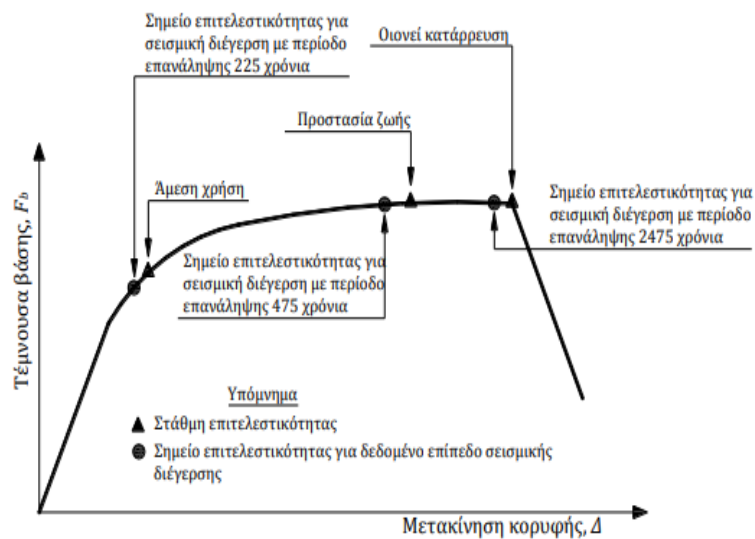 Σημείο επιτελεστικότητας για
σεισμική διέγερση με περίοδο
επανάληψης 225 χρόνια
Οιονεί κατάρρευση
Προστασία ζωής
Άμεση χρήση
Σημείο επιτελεστικότητας για
σεισμική διέγερση με περίοδο
επανάληψης 2475 χρόνια
Σημείο επιτελεστικότητας για
σεισμική διέγερση με περίοδο
επανάληψης 475 χρόνια
Τέμνουσα βάσης, F_b
Υπόμνημα
Στάθμη επιτελεστικότητας
Σημείο επιτελεστικότητας για δεδομένο επίπεδο σεισμικής
διέγερσης
Μετακίνηση κορυφής, Δ